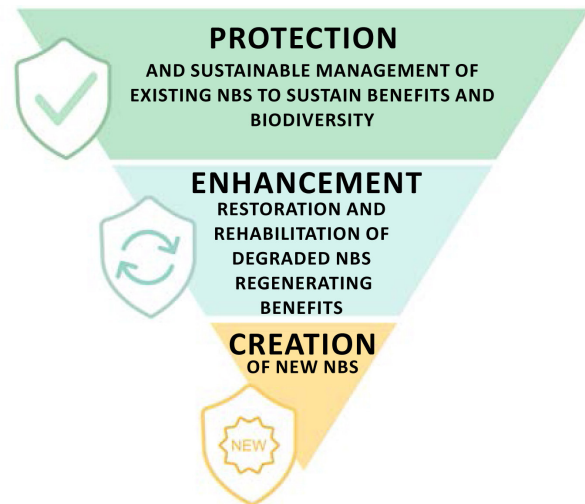 PROTECTION
AND SUSTAINABLE MANAGEMENT OF
EXISTING NBS TO SUSTAIN BENEFITS AND
BIODIVERSITY
ENHANCEMENT
RESTORATION AND
REHABILITATION OF
DEGRADED NBS
REGENERATING
BENEFITS
CREATION
OF NEW NBS
NEW